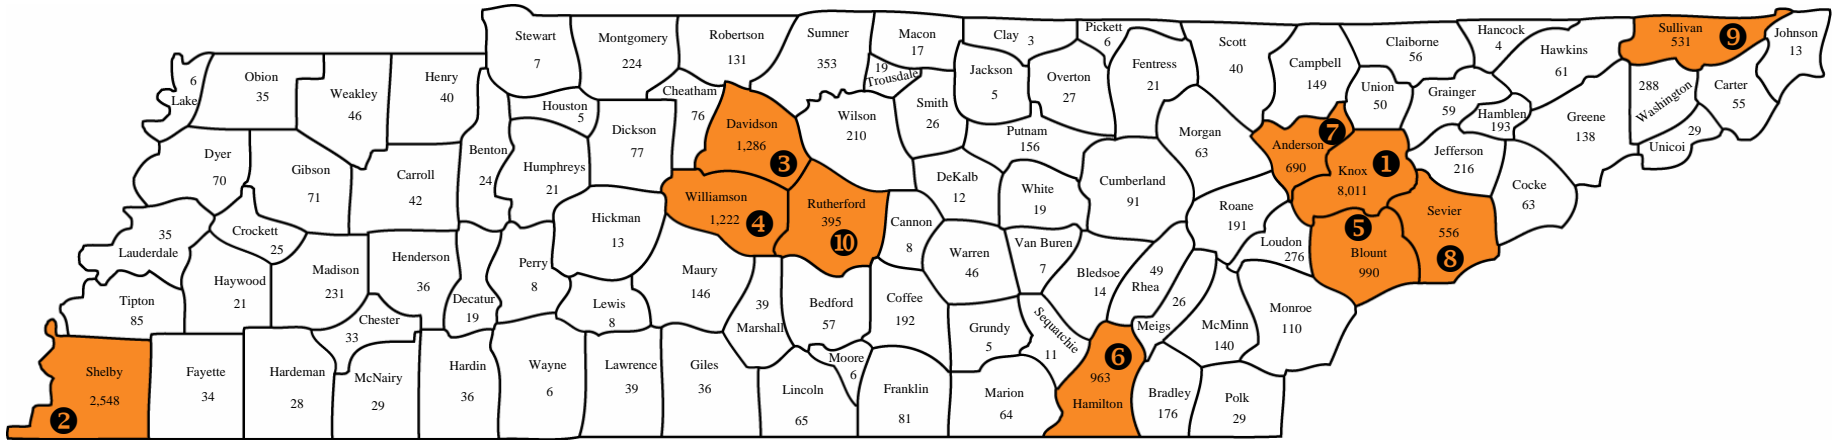 Stewart
7
Montgomery
224
Robertson
131
Sumner
353
Macon
17
Clay 3
Pickett
6
Scott
40
Claiborne
56
Hancock
4
Hawkins
61
Sullivan
531
9
Johnson
13
6
Lake
Obion
35
Weakley
46
Henry
40
Houston
5
Dickson
77
Cheatham
76
19
Trousdale
Jackson
5
Overton
27
Fentress
21
Campbell
149
Union
50
Grainger
59
Hamblen
193
Greene
138
288
Washington
Carter
55
29
Unicoi
Dyer
70
Gibson
71
Carroll
42
Benton
24
Humphreys
21
Davidson
1,286
3
Wilson
210
Smith
26
Putnam
156
Morgan
63
Anderson
7
690
Knox
1
8,011
Jefferson
216
Cocke
63
35
Lauderdale
Crockett
25
Hickman
13
Williamson
1,222
4
Rutherford
395
10
Cannon
8
DeKalb
12
White
19
Cumberland
91
Roane
191
Loudon
276
5
Blount
990
Sevier
556
8
Tipton
85
Haywood
21
Madison
231
Henderson
36
Decatur
19
Perry
8
Lewis
8
Maury
146
39
Marshall
Bedford
57
Coffee
192
Warren
46
Van Buren
7
Bledsoe
14
49
Rhea
26
Meigs
McMinn
140
Monroe
110
Chester
33
Shelby
2,548
2
Fayette
34
Hardeman
28
McNairy
29
Hardin
36
Wayne
6
Lawrence
39
Giles
36
Lincoln
65
Moore
6
Franklin
81
Grundy
5
Sequatchie
11
Marion
64
6
963
Hamilton
Bradley
176
Polk
29